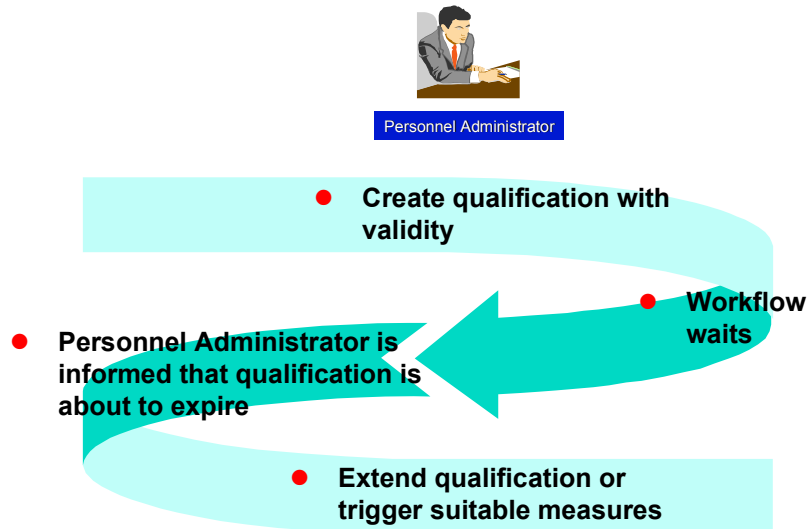 Personnel Administrator
Create qualification with
validity
Workflow
waits
Personnel Administrator is
informed that qualification is
about to expire
Extend qualification or
trigger suitable measures